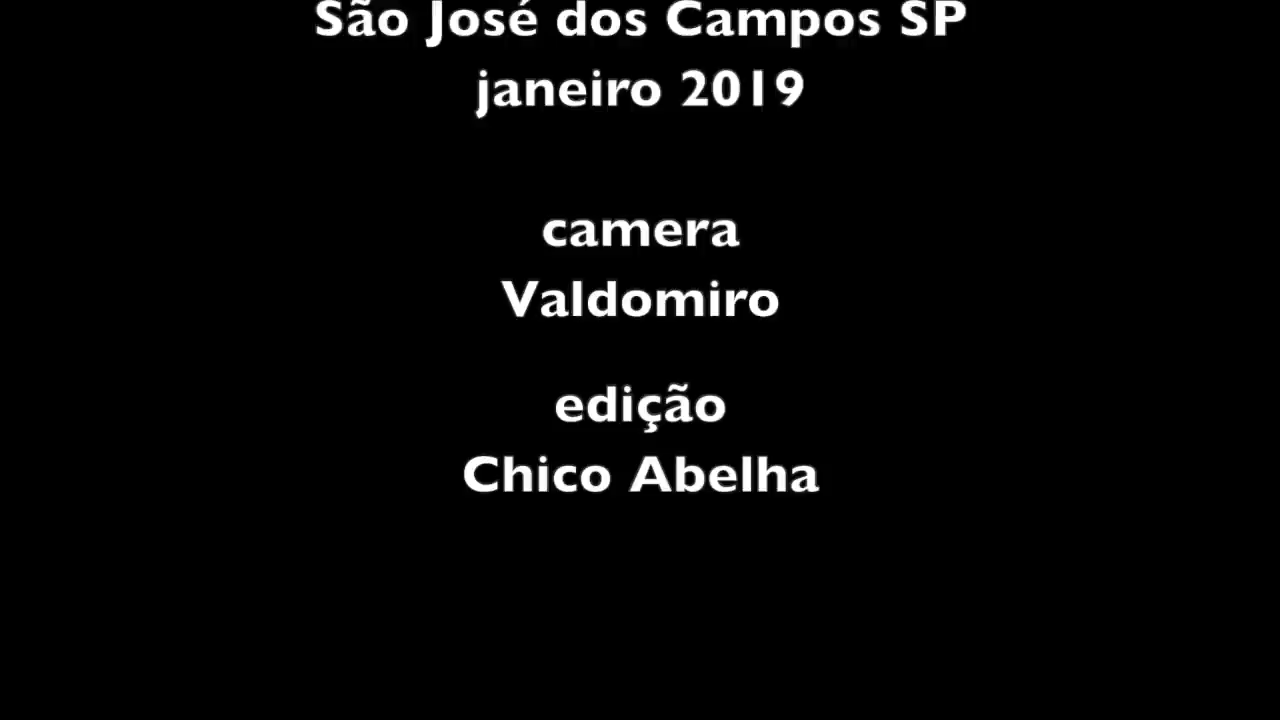 São José dos Campos SP
janeiro 2019
camera
Valdomiro
edição
Chico Abelha